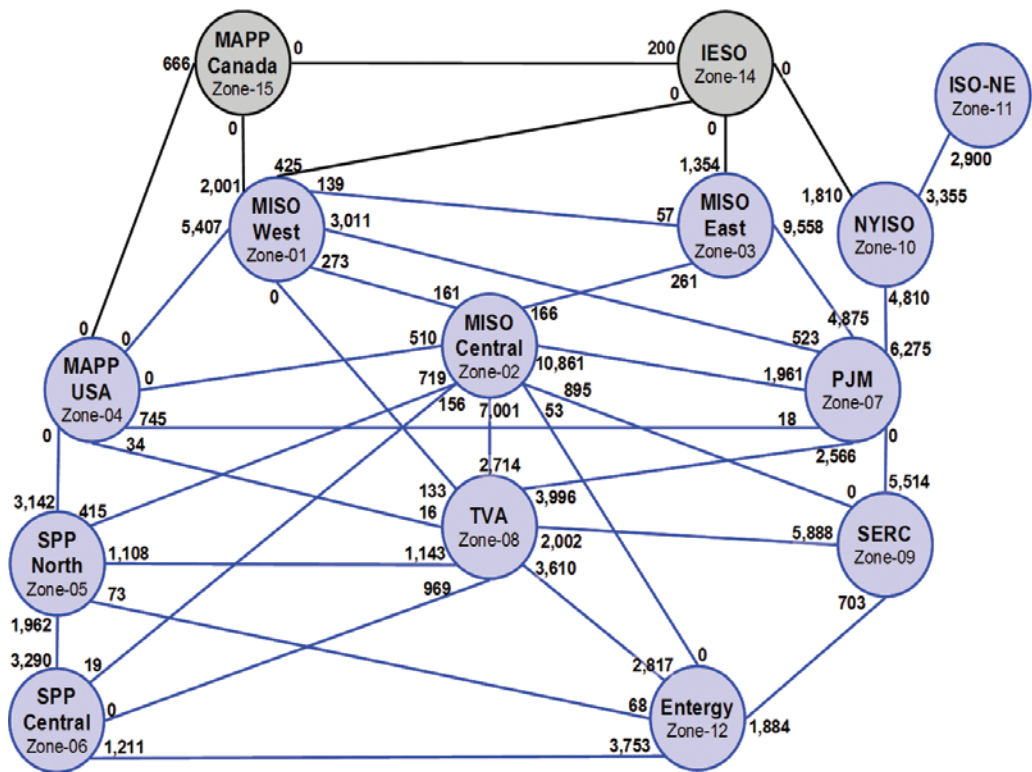 MAPP
Canada
Zone-15
IESO
Zone-14
ISO-NE
Zone-11
666
0
200
0
0
0
0
2,900
425
139
1,354
2,001
3,355
1,810
MISO
West
Zone-01
MISO
East
Zone-03
NYISO
Zone-10
5,407
3,011
57
9,558
273
261
0
161
166
4,810
MISO
Central
Zone-02
0
0
510
10,861
523
4,875
6,275
MAPP
USA
Zone-04
PJM
Zone-07
0
719
156
7,001
53
895
1,961
745
18
0
0
34
2,566
2,714
3,142
415
133
16
3,996
0
5,514
SPP
North
Zone-05
TVA
Zone-08
SERC
Zone-09
1,108
1,143
2,002
5,888
73
969
3,610
703
1,962
3,290
19
2,817
0
SPP
Central
Zone-06
Entergy
Zone-12
0
68
1,884
1,211
3,753